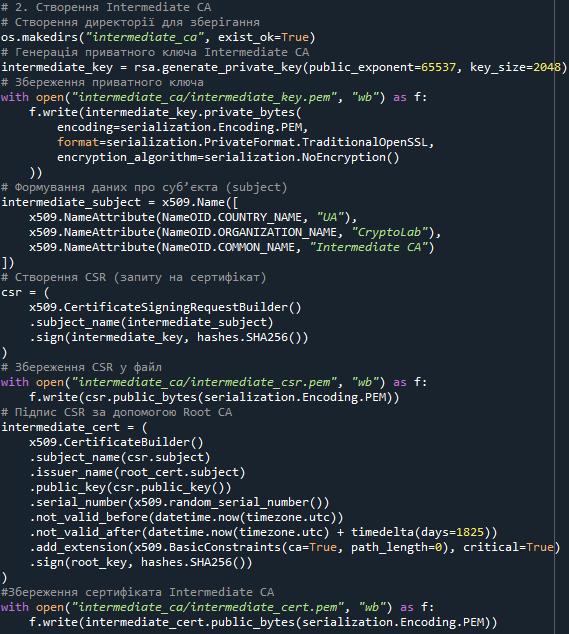 # 2. Створення Intermediate CA
# Створення директорії для зберігання
os.makedirs("intermediate_ca", exist_ok=True)
# Генерація приватного ключа Intermediate CA
intermediate_key = rsa.generate_private_key(public_exponent=65537, key_size=2048)
# Збереження приватного ключа
with open("intermediate_ca/intermediate_key.pem", "wb") as f:
    f.write(intermediate_key.private_bytes(
        encoding=serialization.Encoding.PEM,
        format=serialization.PrivateFormat.TraditionalOpenSSL,
        encryption_algorithm=serialization.NoEncryption()
    ))
# Формування даних про суб’єкта (subject)
intermediate_subject = x509.Name([
    x509.NameAttribute(NameOID.COUNTRY_NAME, "UA"),
    x509.NameAttribute(NameOID.ORGANIZATION_NAME, "CryptoLab"),
    x509.NameAttribute(NameOID.COMMON_NAME, "Intermediate CA")
])
# Створення CSR (запиту на сертифікат)
csr = (
    x509.CertificateSigningRequestBuilder()
    .subject_name(intermediate_subject)
    .sign(intermediate_key, hashes.SHA256())
)
# Збереження CSR у файл
with open("intermediate_ca/intermediate_csr.pem", "wb") as f:
    f.write(csr.public_bytes(serialization.Encoding.PEM))
# Підпис CSR за допомогою Root CA
intermediate_cert = (
    x509.CertificateBuilder()
    .subject_name(csr.subject)
    .issuer_name(root_cert.subject)
    .public_key(csr.public_key())
    .serial_number(x509.random_serial_number())
    .not_valid_before(datetime.now(timezone.utc))
    .not_valid_after(datetime.now(timezone.utc) + timedelta(days=1825))
    .add_extension(x509.BasicConstraints(ca=True, path_length=0), critical=True)
    .sign(root_key, hashes.SHA256())
)
#Збереження сертифіката Intermediate CA
with open("intermediate_ca/intermediate_cert.pem", "wb") as f:
    f.write(intermediate_cert.public_bytes(serialization.Encoding.PEM))